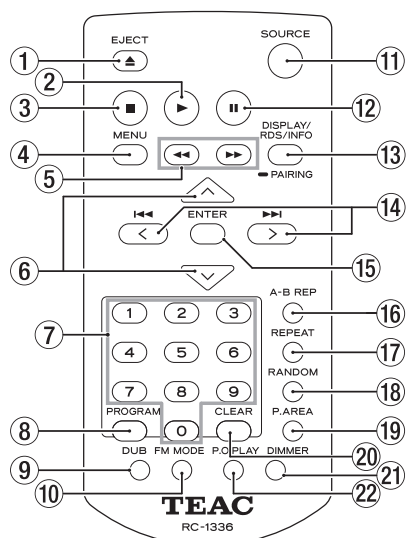 EJECT
SOURCE
1
2
11
3
12
MENU
DISPLAY/
RDS/INFO
4
13
5
PAIRING
14
ENTER
6
15
A-B REP
7
1 2 3
16
REPEAT
4 5 6
17
RANDOM
7 8 9
18
PROGRAM
CLEAR
P.AREA
8
0
19
20
DUB FM MODE P.O PLAY DIMMER
9
10
21
22
TEAC
RC-1336